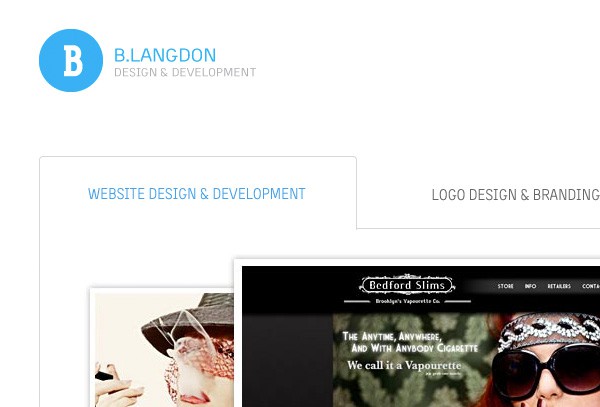 B
B.LANGDON
DESIGN & DEVELOPMENT
WEBSITE DESIGN & DEVELOPMENT
LOGO DESIGN & BRANDING
Bedford Slims
Brooklyn's Vapourette Co.
STORE INFO RETAILERS CONTA
THE ANYTIME, ANYWHERE,
AND WITH ANYBODY CIGARETTE
We call it a Vapourette